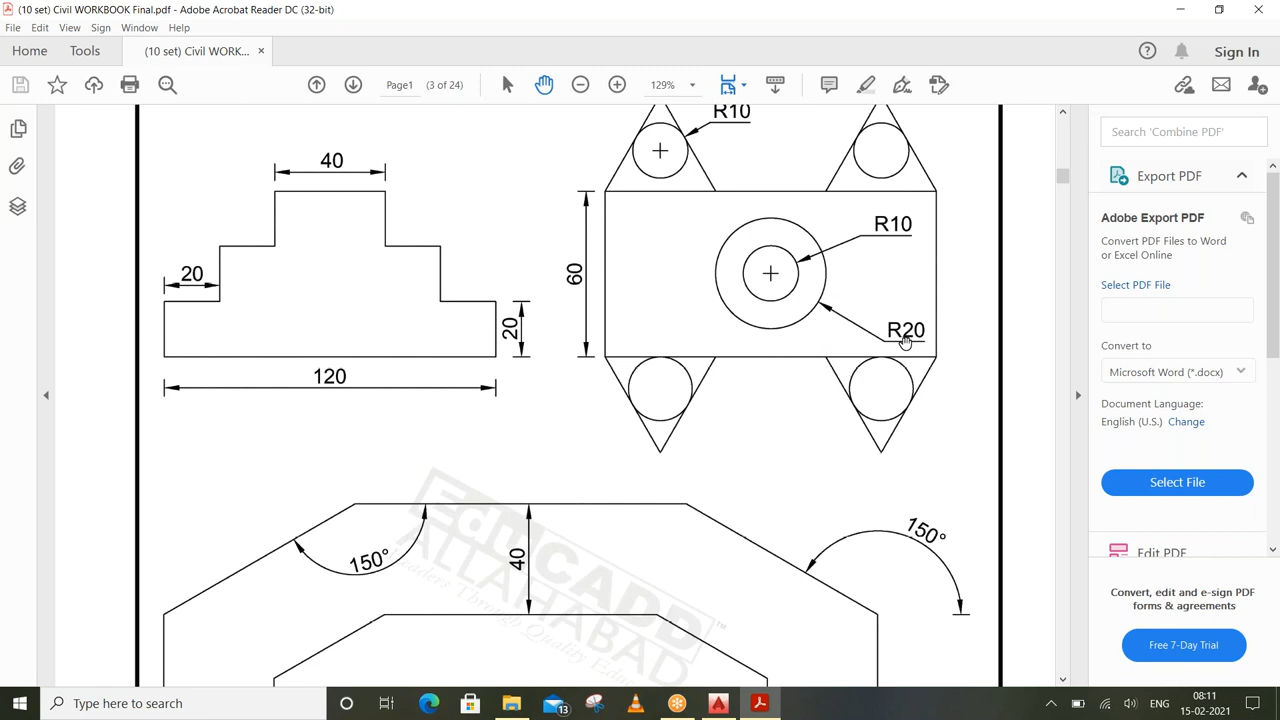 (10 set) Civil WORKBOOK Final.pdf - Adobe Acrobat Reader DC (32-bit)
File Edit View Sign Window Help
Home Tools (10 set) Civil WORK... × Sign In
Page1 (3 of 24) 129%
R10
Search 'Combine PDF'
40
Export PDF
Adobe Export PDF
R10
Convert PDF Files to Word
or Excel Online
20
60
Select PDF File
20
R20
Convert to
120
Microsoft Word (*.docx)
Document Language:
English (U.S.) Change
Select File
150°
40
150°
EduCADD
ALLAHABAD
™
Edit PDF
Convert, edit and e-sign PDF
forms & agreements
Free 7-Day Trial
Type here to search
13
ENG
08:11
15-02-2021